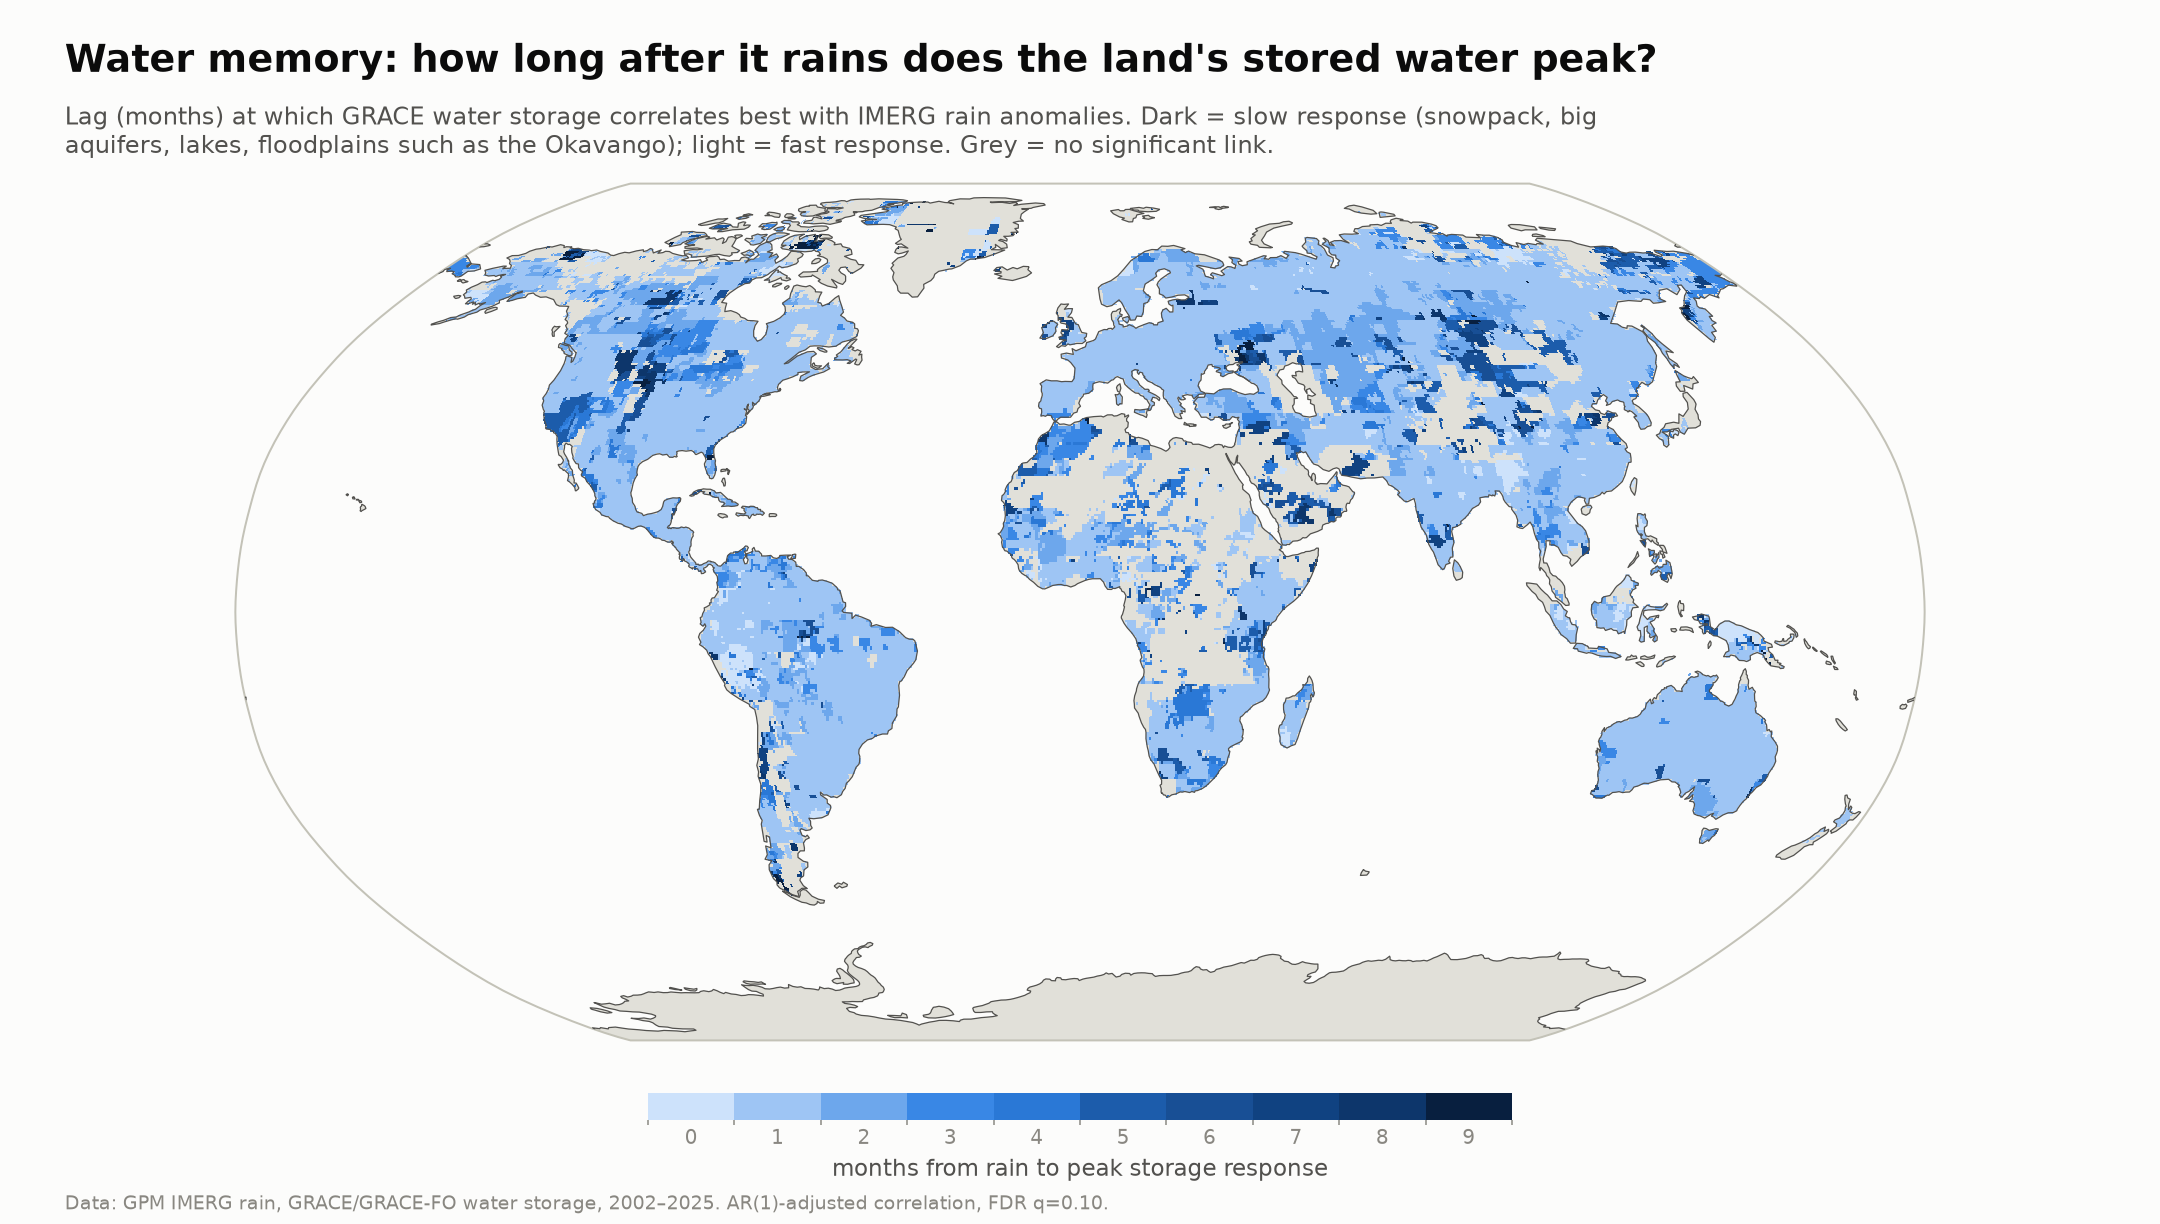 Water memory: how long after it rains does the land's stored water peak?
Lag (months) at which GRACE water storage correlates best with IMERG rain anomalies. Dark = slow response (snowpack, big
aquifers, lakes, floodplains such as the Okavango); light = fast response. Grey = no significant link.
0 1 2 3 4 5 6 7 8 9
months from rain to peak storage response
Data: GPM IMERG rain, GRACE/GRACE-FO water storage, 2002–2025. AR(1)-adjusted correlation, FDR q=0.10.